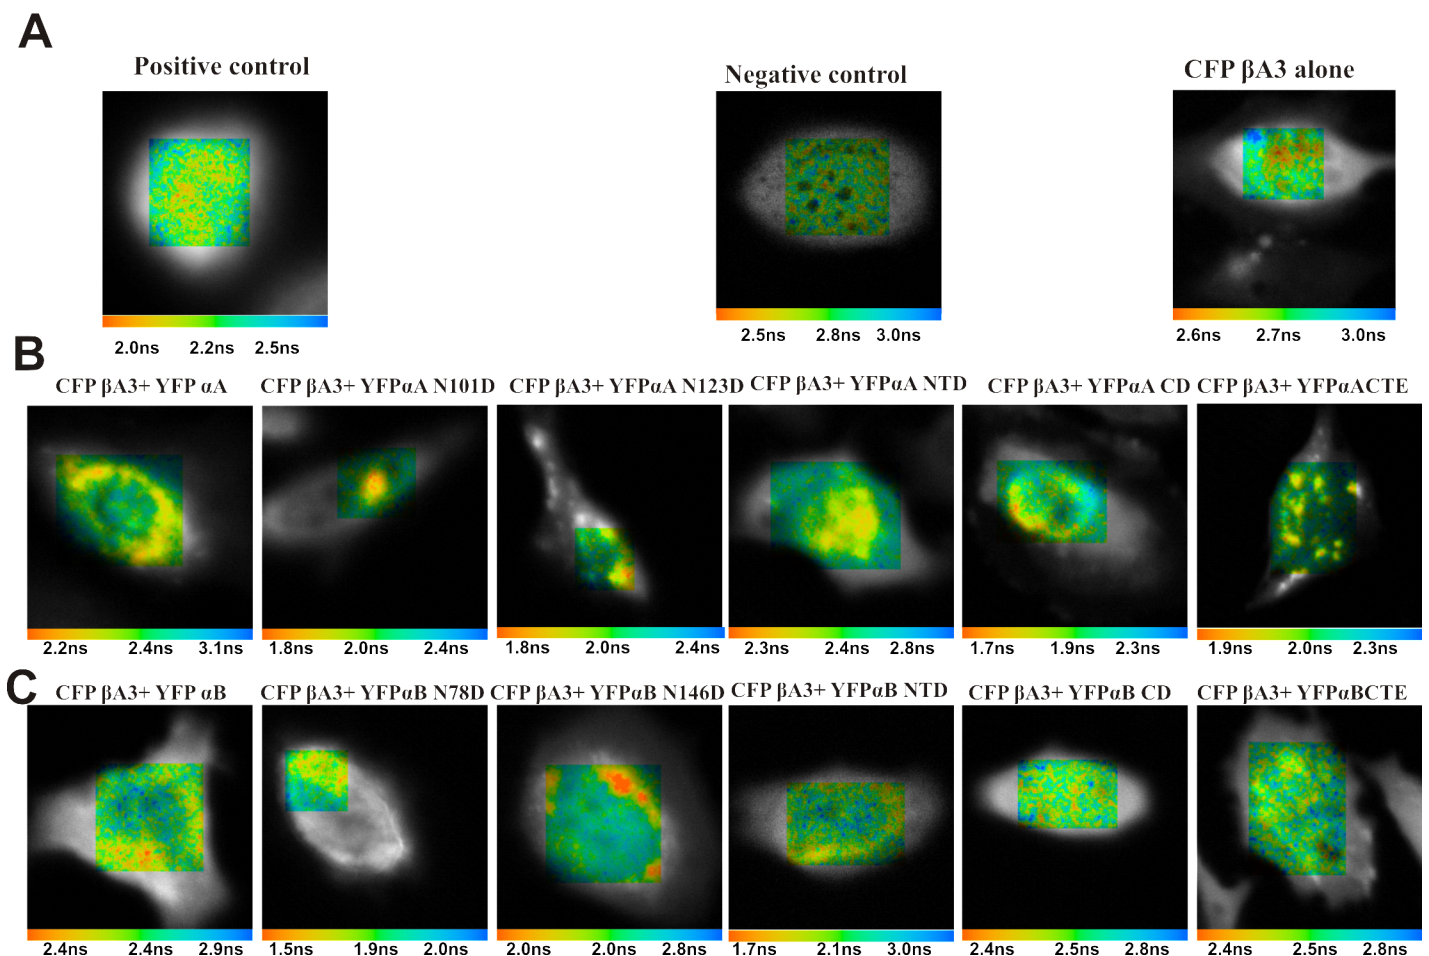 A
Positive control
Negative control
CFP βA3 alone
2.0ns 2.2ns 2.5ns
2.5ns 2.8ns 3.0ns
2.6ns 2.7ns 3.0ns
B
CFP βA3+ YFP αA
CFP βA3+ YFPαA N101D
CFP βA3+ YFPαA N123D
CFP βA3+ YFPαA NTD
CFP βA3+ YFPαA CD
CFP βA3+ YFPαACTE
2.2ns 2.4ns 3.1ns
1.8ns 2.0ns 2.4ns
1.8ns 2.0ns 2.4ns
2.3ns 2.4ns 2.8ns
1.7ns 1.9ns 2.3ns
1.9ns 2.0ns 2.3ns
C
CFP βA3+ YFP αB
CFP βA3+ YFPαB N78D
CFP βA3+ YFPαB N146D
CFP βA3+ YFPαB NTD
CFP βA3+ YFPαB CD
CFP βA3+ YFPαBCTE
2.4ns 2.4ns 2.9ns
1.5ns 1.9ns 2.0ns
2.0ns 2.0ns 2.8ns
1.7ns 2.1ns 3.0ns
2.4ns 2.5ns 2.8ns
2.4ns 2.5ns 2.8ns